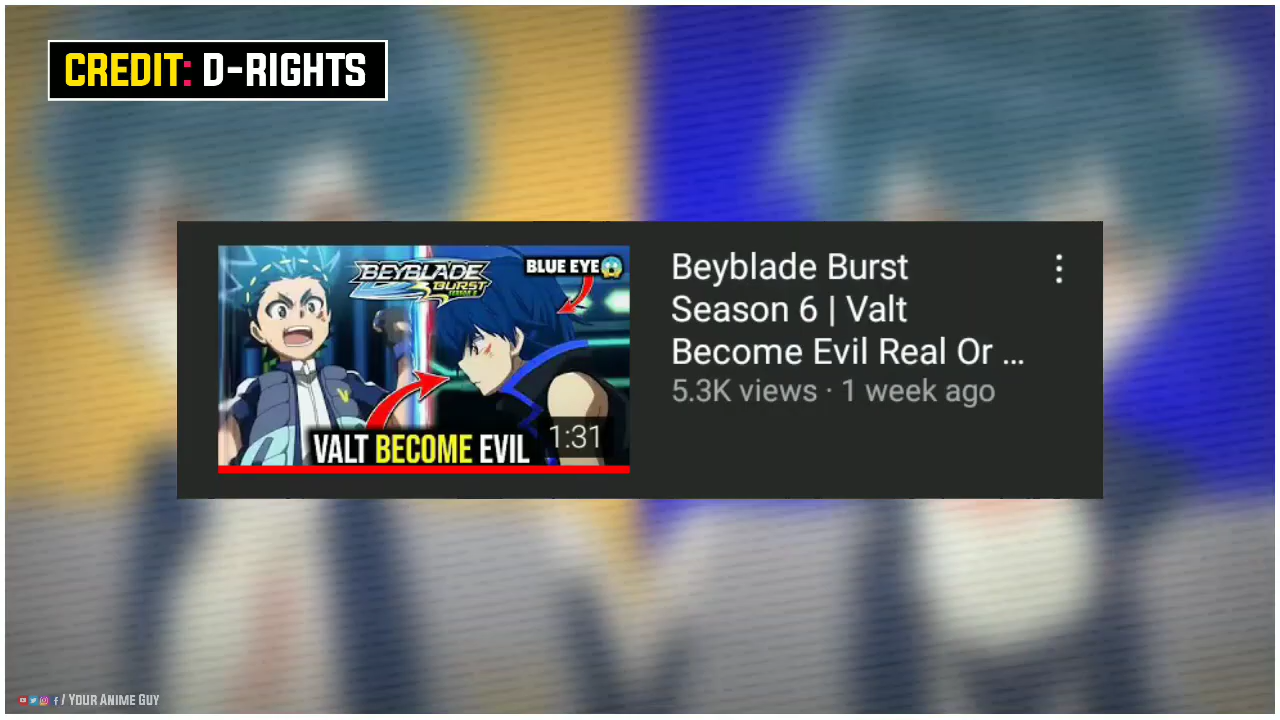 CREDIT: D-RIGHTS
BEYBLADE
BURST
BLUE EYE😱
VALT BECOME EVIL
1:31
Beyblade Burst
Season 6 | Valt
Become Evil Real Or ...
5.3K views · 1 week ago
/ YOUR ANIME GUY